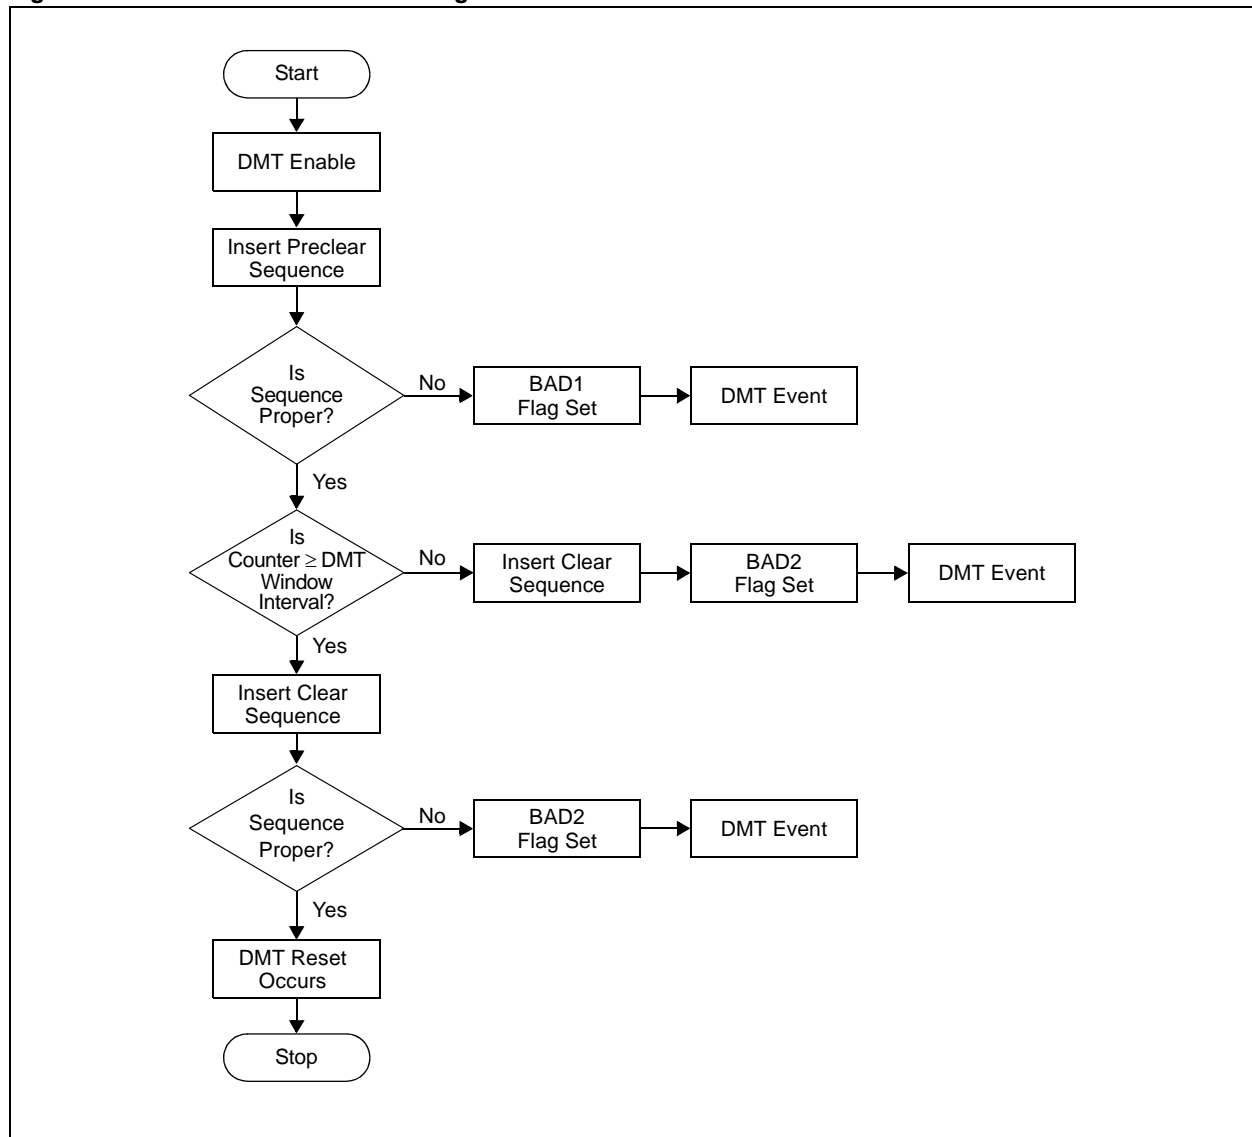 Start
DMT Enable
Insert Preclear
Sequence
Is
Sequence
Proper?
No
BAD1
Flag Set
DMT Event
Yes
Is
Counter ≥ DMT
Window
Interval?
No
Insert Clear
Sequence
BAD2
Flag Set
DMT Event
Yes
Insert Clear
Sequence
Is
Sequence
Proper?
No
BAD2
Flag Set
DMT Event
Yes
DMT Reset
Occurs
Stop